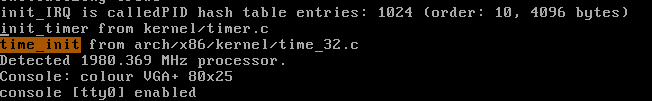 init_IRQ is calledPID hash table entries: 1024 (order: 10, 4096 bytes)
init_timer from kernel/timer.c
time_init from arch/x86/kernel/time_32.c
Detected 1980.369 MHz processor.
Console: colour VGA+ 80x25
console [tty0] enabled